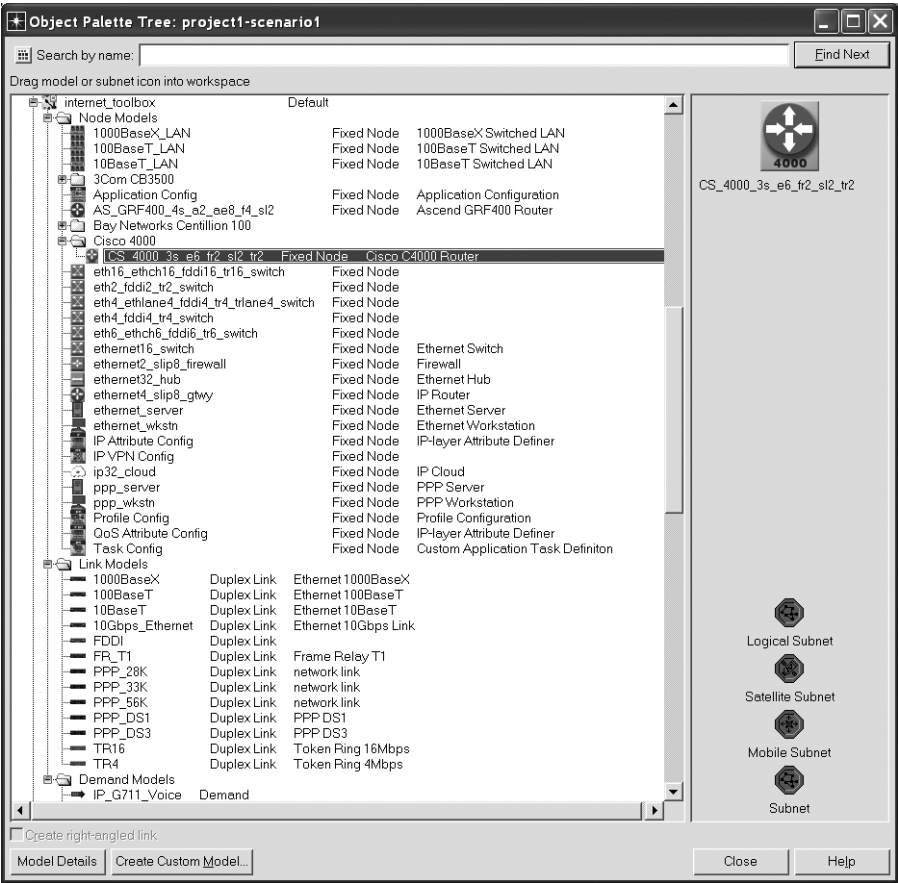 Object Palette Tree: project1-scenario1
Search by name:
Find Next
Drag model or subnet icon into workspace
internet_toolbox Default
Node Models
1000BaseX_LAN Fixed Node 1000BaseX Switched LAN
100BaseT_LAN Fixed Node 100BaseT Switched LAN
10BaseT_LAN Fixed Node 10BaseT Switched LAN
3Com CB3500
Application Config Fixed Node Application Configuration
AS_GRF400_4s_a2_ae8_f4_sl2 Fixed Node Ascend GRF400 Router
Bay Networks Centillion 100
Cisco 4000
CS_4000_3s_e6_fr2_sl2_tr2 Fixed Node Cisco C4000 Router
eth16_ethch16_fddi16_tr16_switch Fixed Node
eth2_fddi2_tr2_switch Fixed Node
eth4_ethlane4_fddi4_tr4_trlane4_switch Fixed Node
eth4_fddi4_tr4_switch Fixed Node
eth6_ethch6_fddi6_tr6_switch Fixed Node
ethernet16_switch Fixed Node Ethernet Switch
ethernet2_slip8_firewall Fixed Node Firewall
ethernet32_hub Fixed Node Ethernet Hub
ethernet4_slip8_gtwy Fixed Node IP Router
ethernet_server Fixed Node Ethernet Server
ethernet_wkstn Fixed Node Ethernet Workstation
IP Attribute Config Fixed Node IP-layer Attribute Definer
IP VPN Config Fixed Node
ip32_cloud Fixed Node IP Cloud
ppp_server Fixed Node PPP Server
ppp_wkstn Fixed Node PPP Workstation
Profile Config Fixed Node Profile Configuration
QoS Attribute Config Fixed Node IP-layer Attribute Definer
Task Config Fixed Node Custom Application Task Definiton
Link Models
1000BaseX Duplex Link Ethernet 1000BaseX
100BaseT Duplex Link Ethernet 100BaseT
10BaseT Duplex Link Ethernet 10BaseT
10Gbps_Ethernet Duplex Link Ethernet 10Gbps Link
FDDI Duplex Link
FR_T1 Duplex Link Frame Relay T1
PPP_28K Duplex Link network link
PPP_33K Duplex Link network link
PPP_56K Duplex Link network link
PPP_DS1 Duplex Link PPP DS1
PPP_DS3 Duplex Link PPP DS3
TR16 Duplex Link Token Ring 16Mbps
TR4 Duplex Link Token Ring 4Mbps
Demand Models
IP_G711_Voice Demand
4000
CS_4000_3s_e6_fr2_sl2_tr2
Logical Subnet
Satellite Subnet
Mobile Subnet
Subnet
Create right-angled link
Model Details
Create Custom Model...
Close
Help